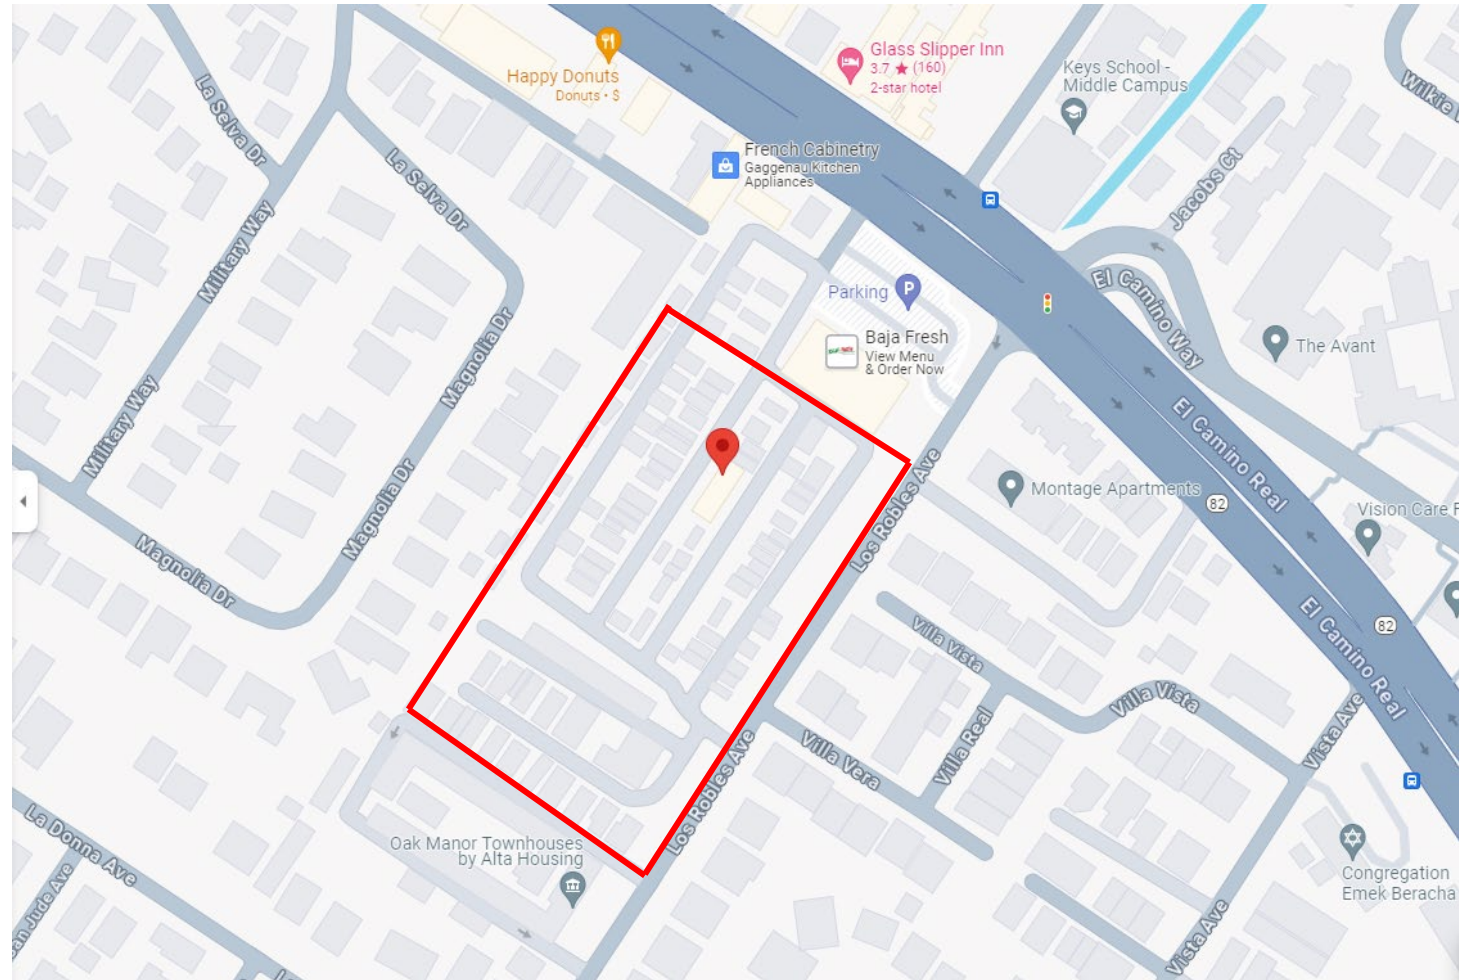 La Selva Dr
Happy Donuts
Donuts • $
Glass Slipper Inn
3.7 ★ (160)
2-star hotel
Keys School -
Middle Campus
Wilkie
La Selva Dr
French Cabinetry
Gaggenau Kitchen
Appliances
Jacobs Ct
Military Way
El Camino Way
Parking
P
Baja Fresh
View Menu
& Order Now
The Avant
Magnolia Dr
Military Way
El Camino Real
Montage Apartments
82
Vision Care F
Magnolia Dr
Los Robles Ave
Magnolia Dr
82
El Camino Real
Villa Vista
Villa Vista
Villa Real
Vista Ave
Villa Vera
Los Robles Ave
La Donna Ave
Oak Manor Townhouses
by Alta Housing
Congregation
Emek Beracha
an Jude Ave
Vista Ave